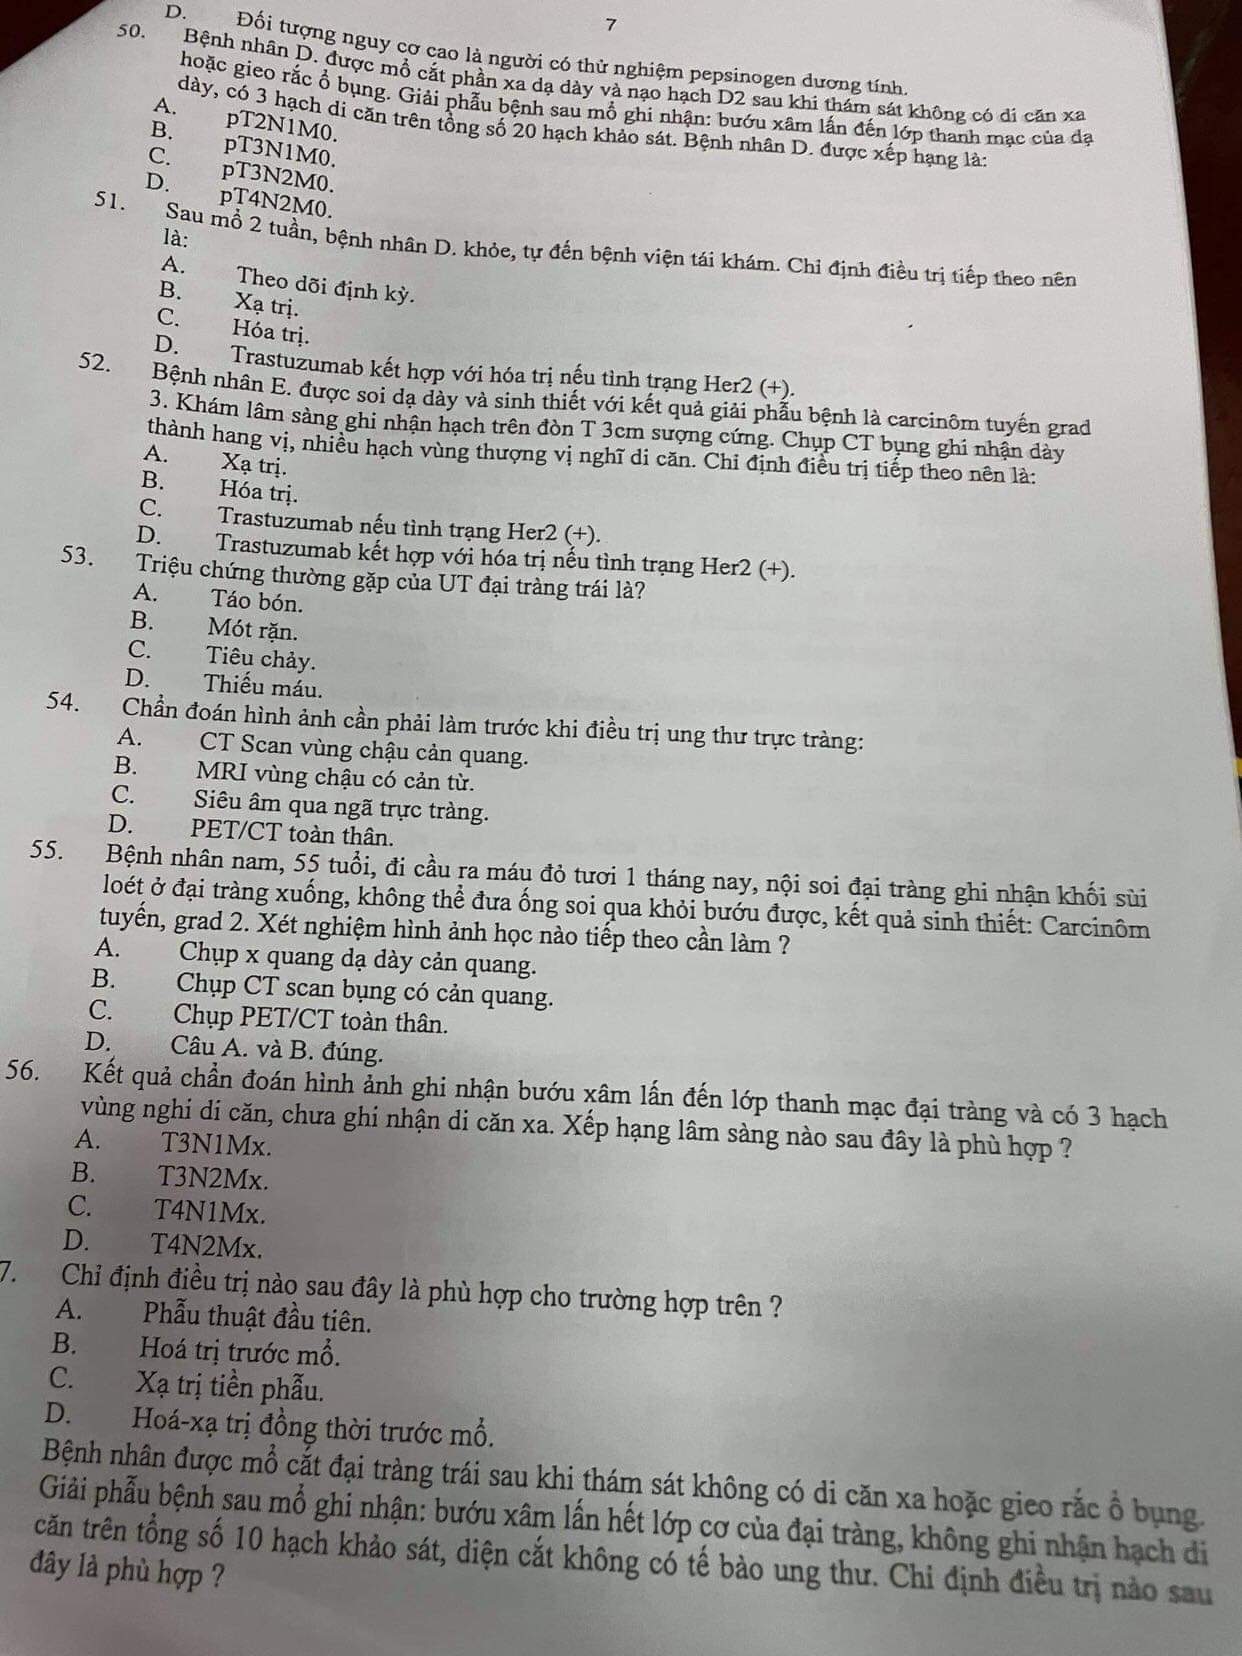 7
D. Đối tượng nguy cơ cao là người có thử nghiệm pepsinogen dương tính.
50. Bệnh nhân D. được mổ cắt phần xa dạ dày và nạo hạch D2 sau khi thám sát không có di căn xa
hoặc gieo rắc ổ bụng. Giải phẫu bệnh sau mổ ghi nhận: bướu xâm lấn đến lớp thanh mạc của dạ
dày, có 3 hạch di căn trên tổng số 20 hạch khảo sát. Bệnh nhân D. được xếp hạng là:
A. pT2N1M0.
B. pT3N1M0.
C. pT3N2M0.
D. pT4N2M0.
51. Sau mổ 2 tuần, bệnh nhân D. khỏe, tự đến bệnh viện tái khám. Chỉ định điều trị tiếp theo nên
là:
A. Theo dõi định kỳ.
B. Xạ trị.
C. Hóa trị.
D. Trastuzumab kết hợp với hóa trị nếu tình trạng Her2 (+).
52. Bệnh nhân E. được soi dạ dày và sinh thiết với kết quả giải phẫu bệnh là carcinôm tuyến grad
3. Khám lâm sàng ghi nhận hạch trên đòn T 3cm sượng cứng. Chụp CT bụng ghi nhận dày
thành hang vị, nhiều hạch vùng thượng vị nghĩ di căn. Chỉ định điều trị tiếp theo nên là:
A. Xạ trị.
B. Hóa trị.
C. Trastuzumab nếu tình trạng Her2 (+).
D. Trastuzumab kết hợp với hóa trị nếu tình trạng Her2 (+).
53. Triệu chứng thường gặp của UT đại tràng trái là?
A. Táo bón.
B. Mót rặn.
C. Tiêu chảy.
D. Thiếu máu.
54. Chẩn đoán hình ảnh cần phải làm trước khi điều trị ung thư trực tràng:
A. CT Scan vùng chậu cản quang.
B. MRI vùng chậu có cản từ.
C. Siêu âm qua ngã trực tràng.
D. PET/CT toàn thân.
55. Bệnh nhân nam, 55 tuổi, đi cầu ra máu đỏ tươi 1 tháng nay, nội soi đại tràng ghi nhận khối sùi
loét ở đại tràng xuống, không thể đưa ống soi qua khỏi bướu được, kết quả sinh thiết: Carcinôm
tuyến, grad 2. Xét nghiệm hình ảnh học nào tiếp theo cần làm ?
A. Chụp x quang dạ dày cản quang.
B. Chụp CT scan bụng có cản quang.
C. Chụp PET/CT toàn thân.
D. Câu A. và B. đúng.
56. Kết quả chẩn đoán hình ảnh ghi nhận bướu xâm lấn đến lớp thanh mạc đại tràng và có 3 hạch
vùng nghi di căn, chưa ghi nhận di căn xa. Xếp hạng lâm sàng nào sau đây là phù hợp ?
A. T3N1Mx.
B. T3N2Mx.
C. T4N1Mx.
D. T4N2Mx.
7. Chỉ định điều trị nào sau đây là phù hợp cho trường hợp trên ?
A. Phẫu thuật đầu tiên.
B. Hoá trị trước mổ.
C. Xạ trị tiền phẫu.
D. Hoá-xạ trị đồng thời trước mổ.
Bệnh nhân được mổ cắt đại tràng trái sau khi thám sát không có di căn xa hoặc gieo rắc ổ bụng.
Giải phẫu bệnh sau mổ ghi nhận: bướu xâm lấn hết lớp cơ của đại tràng, không ghi nhận hạch di
căn trên tổng số 10 hạch khảo sát, diện cắt không có tế bào ung thư. Chỉ định điều trị nào sau
đây là phù hợp ?